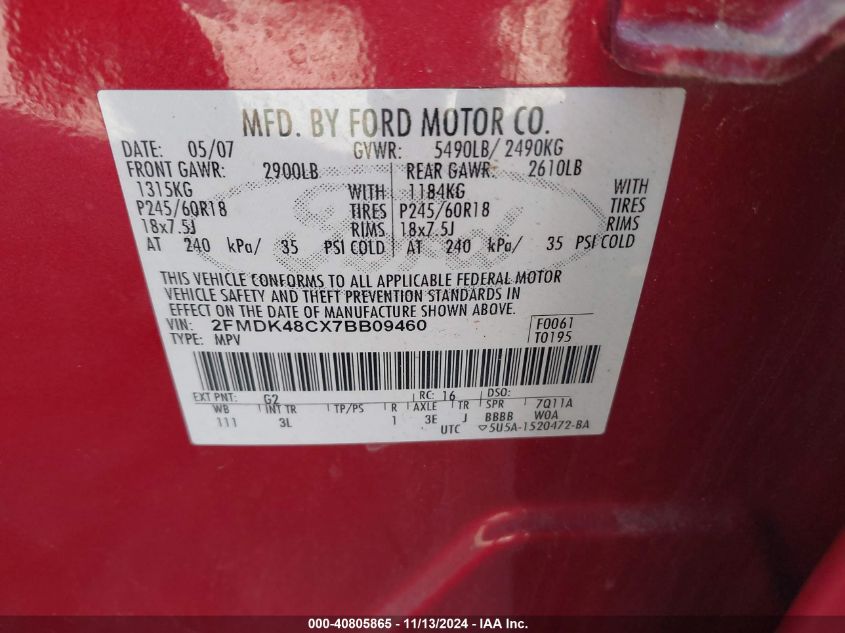 MFD. BY FORD MOTOR CO.
DATE: 05/07 GVWR: 5490LB/ 2490KG
FRONT GAWR: 2900LB REAR GAWR: 2610LB
1315KG WITH 1184KG WITH
P245/60R18 TIRES P245/60R18 TIRES
18x7.5J RIMS 18x7.5J RIMS
AT 240 kPa/ 35 PSI COLD AT 240 kPa/ 35 PSI COLD
Ford
THIS VEHICLE CONFORMS TO ALL APPLICABLE FEDERAL MOTOR
VEHICLE SAFETY AND THEFT PREVENTION STANDARDS IN
EFFECT ON THE DATE OF MANUFACTURE SHOWN ABOVE.
VIN: 2FMDK48CX7BB09460 F0061
TYPE: MPV T0195
EXT PNT: G2 RC: 16 DSO:
WB INT TR TP/PS R AXLE TR SPR 7Q11A
111 3L 1 3E J BBBB W0A
UTC 5U5A-1520472-BA
000-40805865 - 11/13/2024 - IAA Inc.